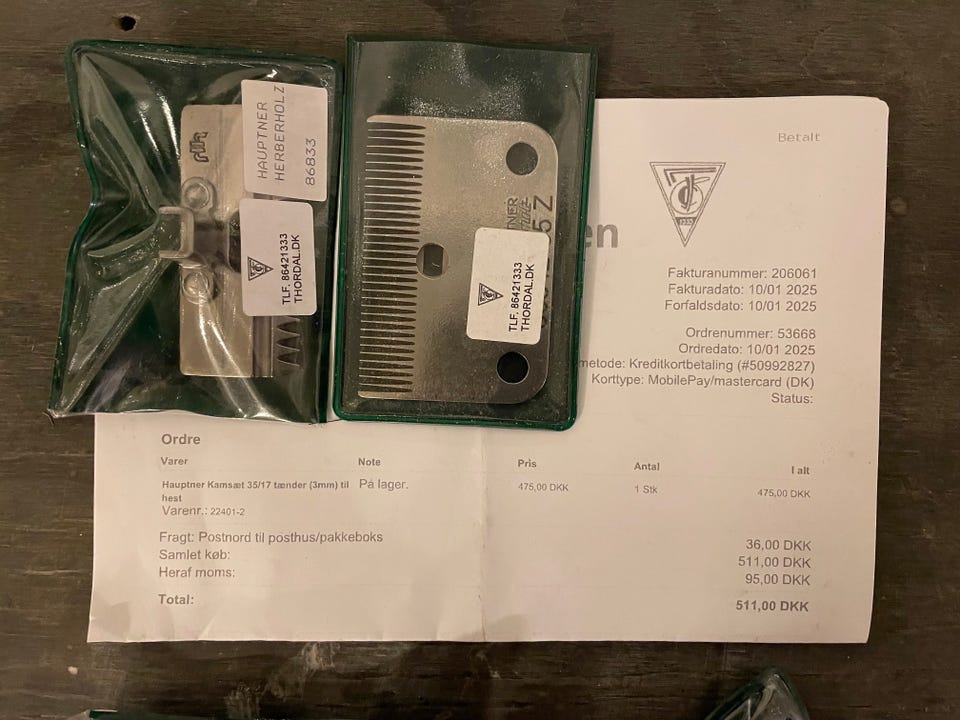 HAUPTNER
HERBERHOLZ
86833
TLF. 86421333
THORDAL.DK
5 Z
TLF. 86421333
THORDAL.DK
Betalt
en
Fakturanummer: 206061
Fakturadato: 10/01 2025
Forfaldsdato: 10/01 2025
Ordrenummer: 53668
Ordredato: 10/01 2025
metode: Kreditkortbetaling (#50992827)
Korttype: MobilePay/mastercard (DK)
Status:
Ordre
Varer Note Pris Antal I alt
Hauptner Kamsæt 35/17 tænder (3mm) til På lager. 475,00 DKK 1 Stk 475,00 DKK
hest
Varenr.: 22401-2
Fragt: Postnord til posthus/pakkeboks 36,00 DKK
Samlet køb: 511,00 DKK
Heraf moms: 95,00 DKK
Total: 511,00 DKK